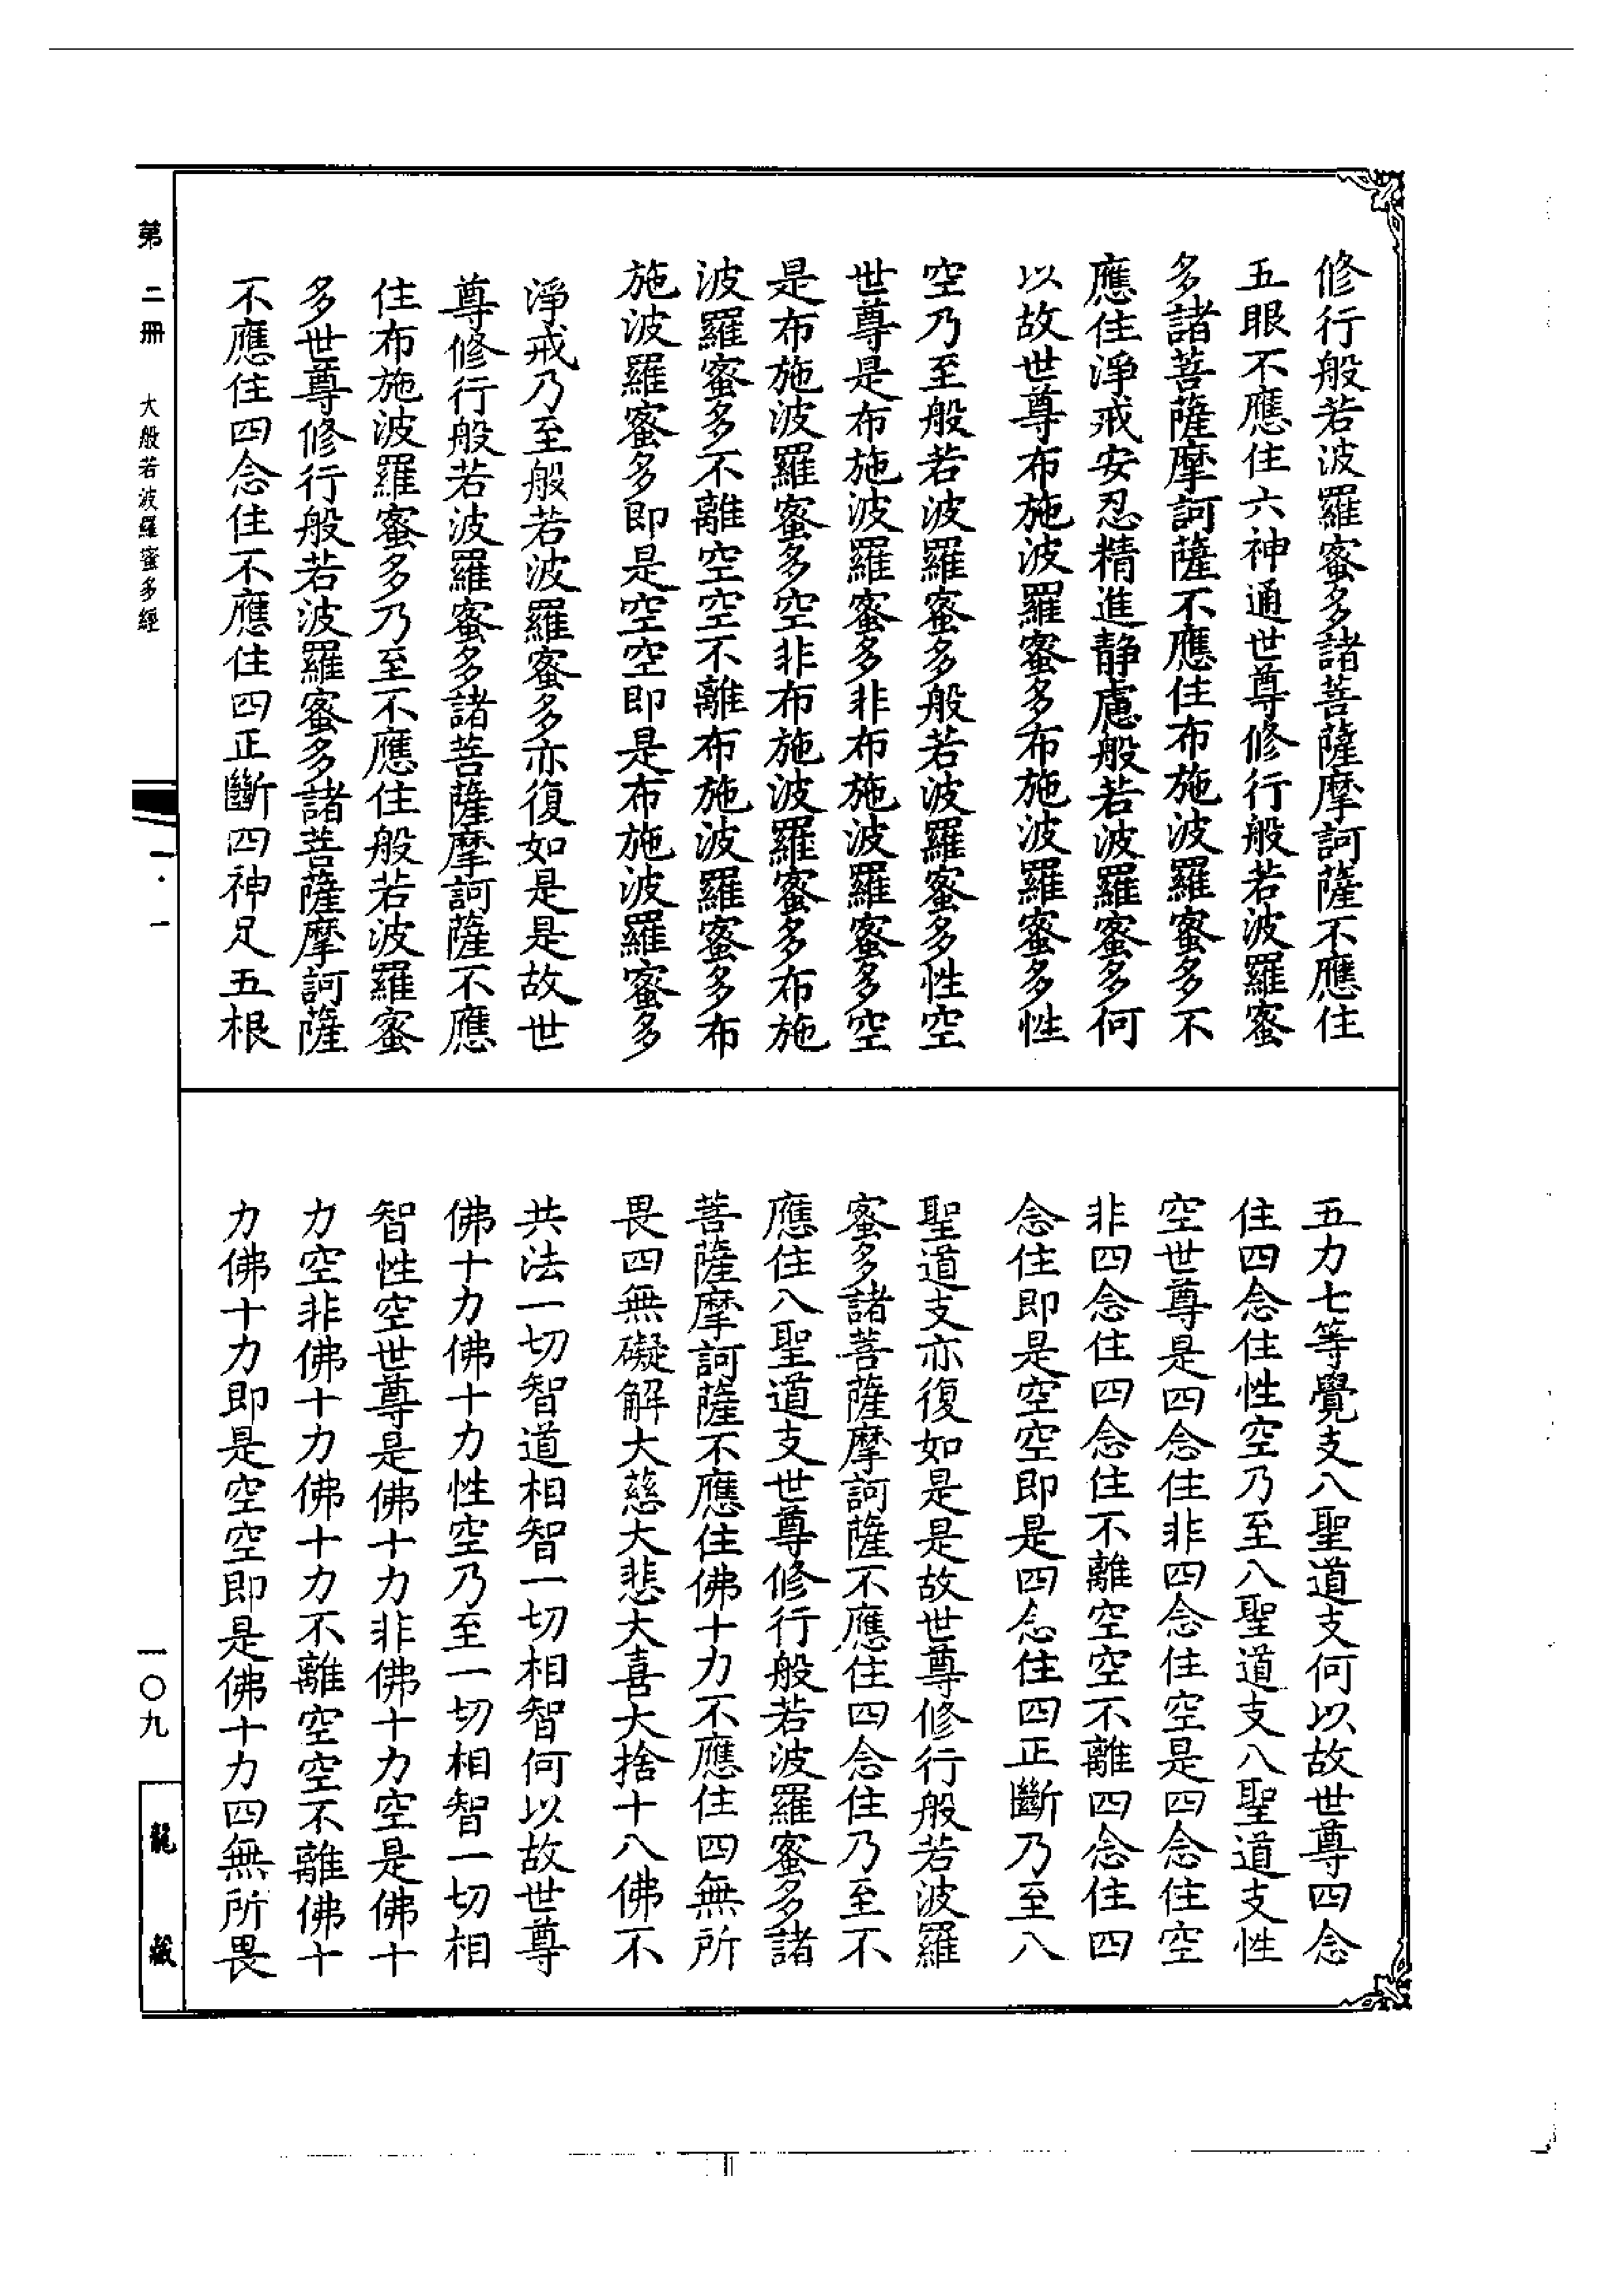 修行般若波羅蜜多諸菩薩摩訶薩不應住
五眼不應住六神通世尊修行般若波羅蜜
多諸菩薩摩訶薩不應住布施波羅蜜多不
應住淨戒安忍精進靜慮般若波羅蜜多何
以故世尊布施波羅蜜多布施波羅蜜多性
空乃至般若波羅蜜多般若波羅蜜多性空
世尊是布施波羅蜜多非布施波羅蜜多空
是布施波羅蜜多空非布施波羅蜜多布施
波羅蜜多不離空空不離布施波羅蜜多布
施波羅蜜多即是空空即是布施波羅蜜多
淨戒乃至般若波羅蜜多亦復如是是故世
尊修行般若波羅蜜多諸菩薩摩訶薩不應
住布施波羅蜜多乃至不應住般若波羅蜜
多世尊修行般若波羅蜜多諸菩薩摩訶薩
不應住四念住不應住四正斷四神足五根
五力七等覺支八聖道支何以故世尊四念
住四念住性空乃至八聖道支八聖道支性
空世尊是四念住非四念住空是四念住空
非四念住四念住不離空空不離四念住四
念住即是空空即是四念住四正斷乃至八
聖道支亦復如是是故世尊修行般若波羅
蜜多諸菩薩摩訶薩不應住四念住乃至不
應住八聖道支世尊修行般若波羅蜜多諸
菩薩摩訶薩不應住佛十力不應住四無所
畏四無礙解大慈大悲大喜大捨十八佛不
共法一切智道相智一切相智何以故世尊
佛十力佛十力性空乃至一切相智一切相
智性空世尊是佛十力非佛十力空是佛十
力空非佛十力佛十力不離空空不離佛十
力佛十力即是空空即是佛十力四無所畏
第二冊 大般若波羅蜜多經
一·一
一〇九
龍藏